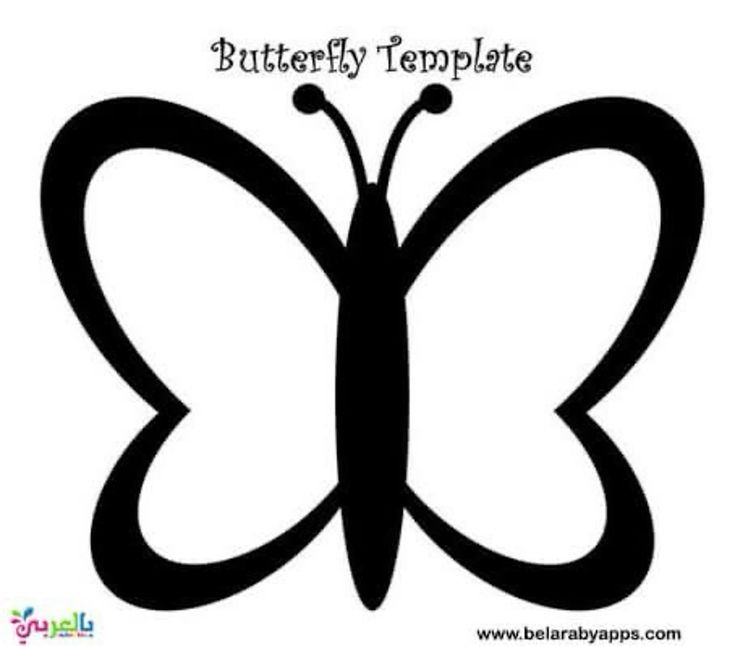 Butterfly Template
بالعربي
www.belarabyapps.com